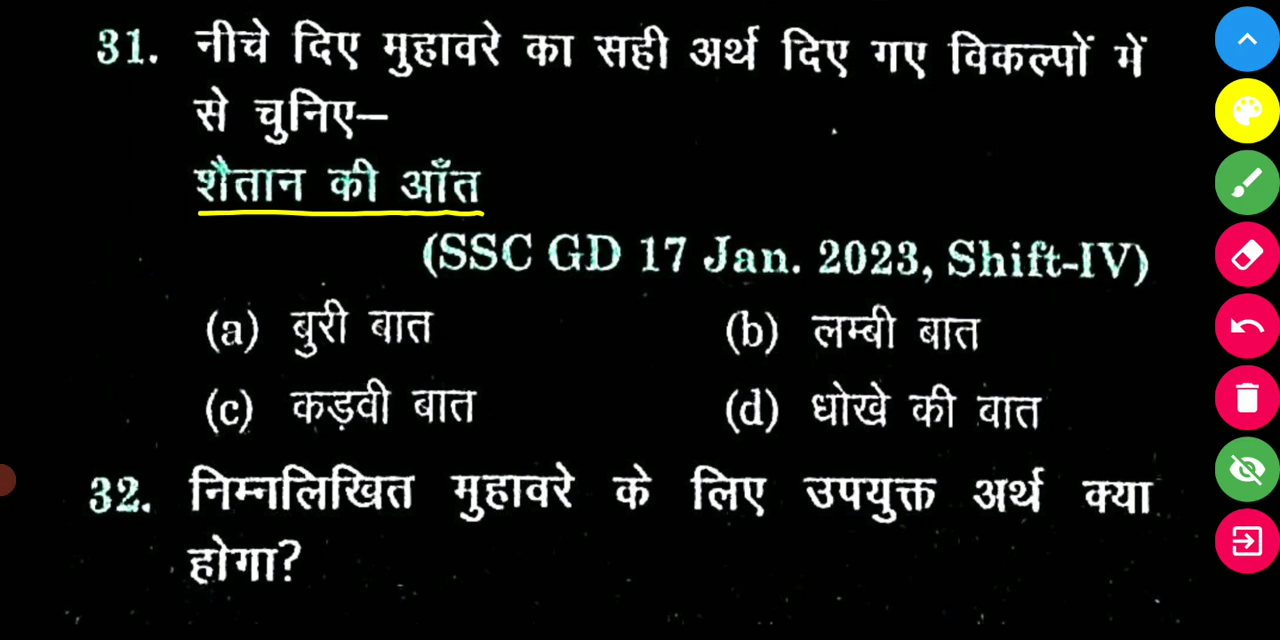 31. नीचे दिए मुहावरे का सही अर्थ दिए गए विकल्पों में
से चुनिए–
शैतान की आँत
(SSC GD 17 Jan. 2023, Shift-IV)
(a) बुरी बात (b) लम्बी बात
(c) कड़वी बात (d) धोखे की बात
32. निम्नलिखित मुहावरे के लिए उपयुक्त अर्थ क्या
होगा?